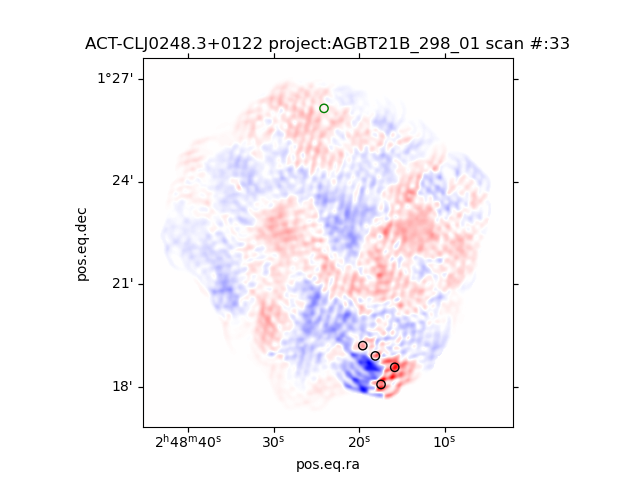 ACT-CLJ0248.3+0122 project:AGBT21B_298_01 scan #:33
1°27'
24'
21'
18'
pos.eq.dec
2ʰ48ᵐ40ˢ 30ˢ 20ˢ 10ˢ
pos.eq.ra